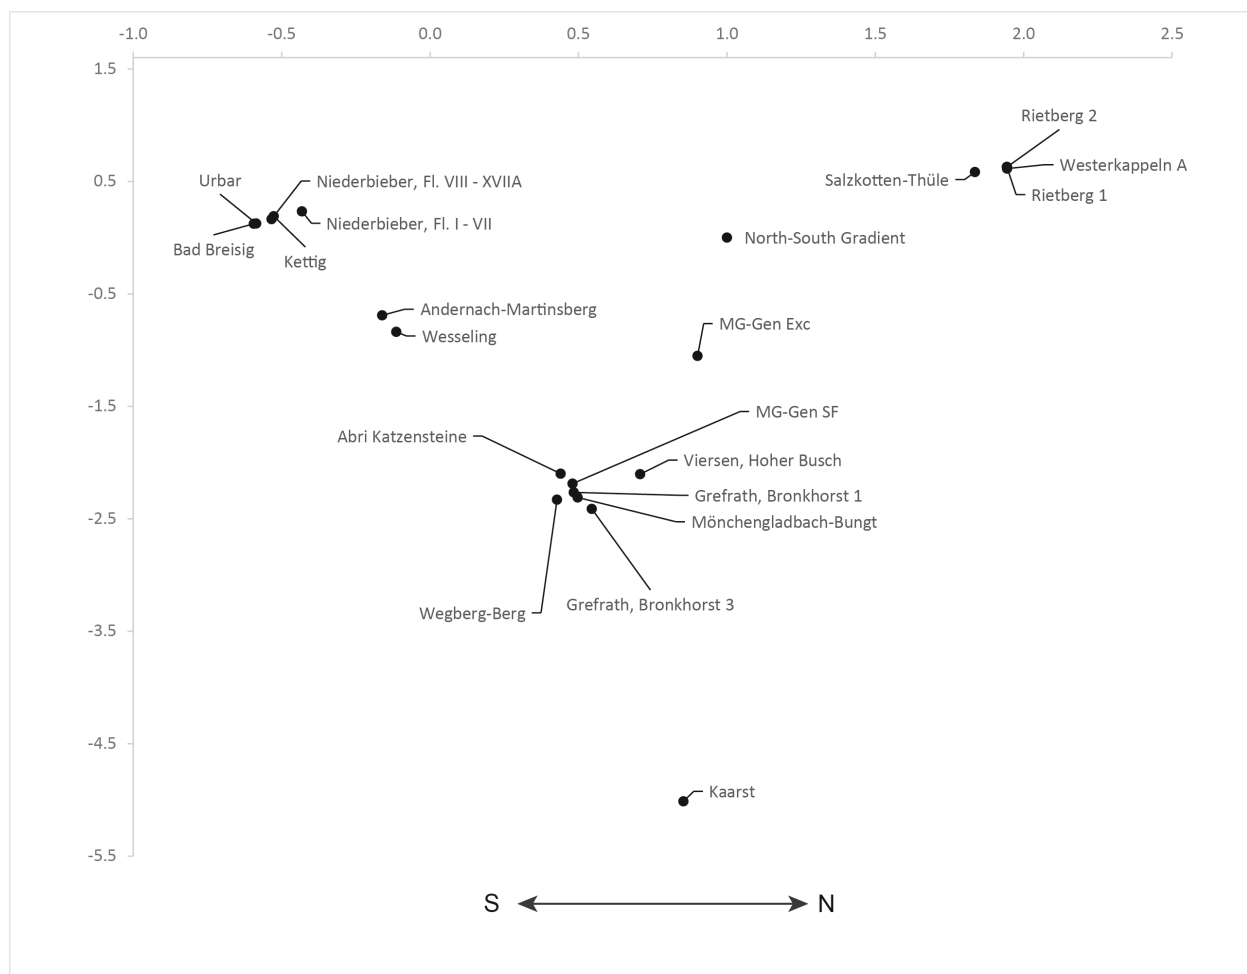 -1.0 -0.5 0.0 0.5 1.0 1.5 2.0 2.5
1.5
Rietberg 2
Westerkappeln A
0.5
Urbar
Niederbieber, Fl. VIII - XVIIA
Salzkotten-Thüle
Rietberg 1
Niederbieber, Fl. I - VII
North-South Gradient
Bad Breisig
Kettig
-0.5
Andernach-Martinsberg
MG-Gen Exc
Wesseling
-1.5
MG-Gen SF
Abri Katzensteine
Viersen, Hoher Busch
Grefrath, Bronkhorst 1
-2.5
Mönchengladbach-Bungt
Grefrath, Bronkhorst 3
Wegberg-Berg
-3.5
-4.5
Kaarst
-5.5
S N